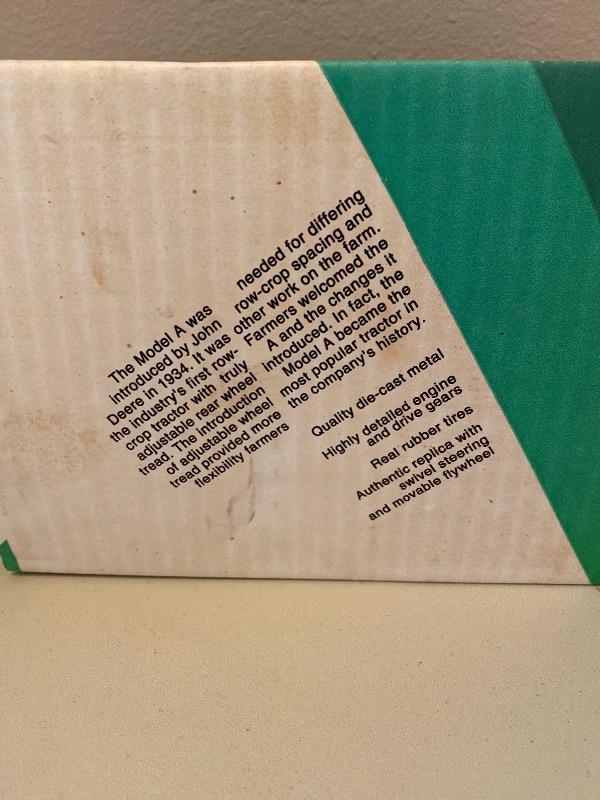 The Model A was
introduced by John
Deere in 1934. It was
the industry's first row-
crop tractor with truly
adjustable rear wheel
tread. The introduction
of adjustable wheel
tread provided more
flexibility farmers
needed for differing
row-crop spacing and
other work on the farm.
Farmers welcomed the
A and the changes it
introduced. In fact, the
Model A became the
most popular tractor in
the company's history.
Quality die-cast metal
Highly detailed engine
and drive gears
Real rubber tires
Authentic replica with
swivel steering
and movable flywheel